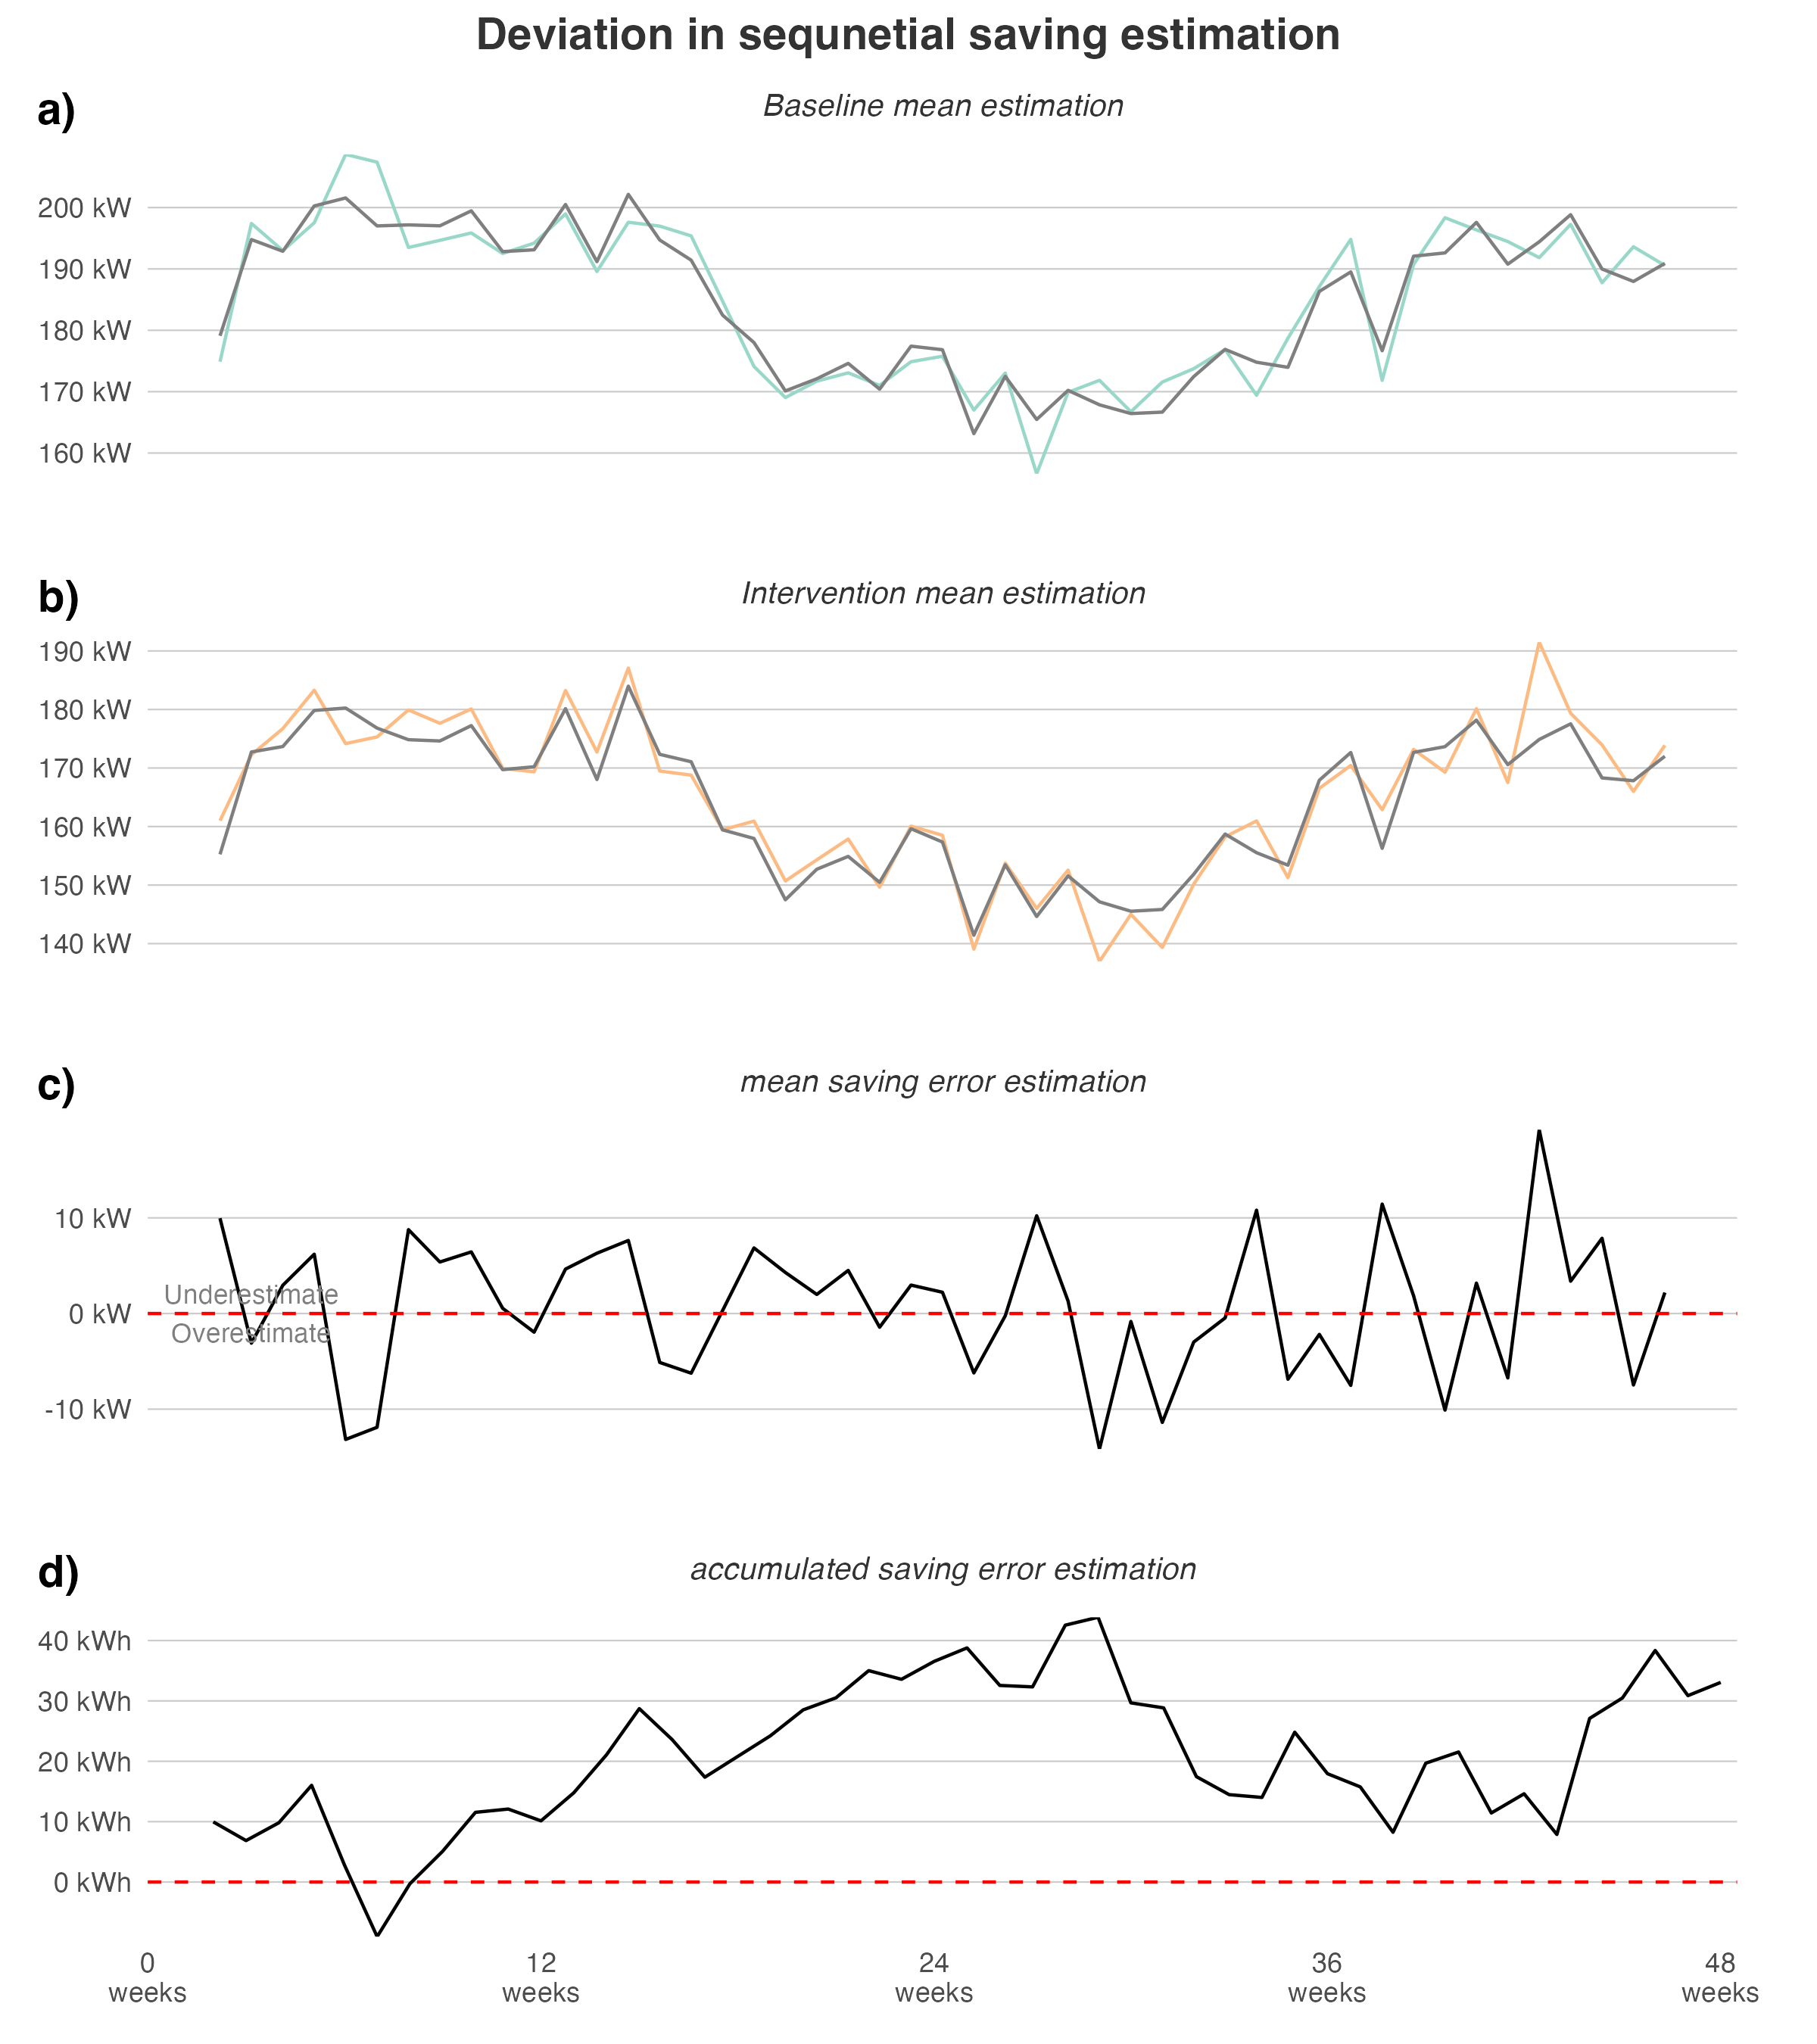 Deviation in sequnetial saving estimation
a)
Baseline mean estimation
200 kW
190 kW
180 kW
170 kW
160 kW
b)
Intervention mean estimation
190 kW
180 kW
170 kW
160 kW
150 kW
140 kW
c)
mean saving error estimation
10 kW
Underestimate
0 kW
Overestimate
-10 kW
d)
accumulated saving error estimation
40 kWh
30 kWh
20 kWh
10 kWh
0 kWh
0 12 24 36 48
weeks weeks weeks weeks weeks